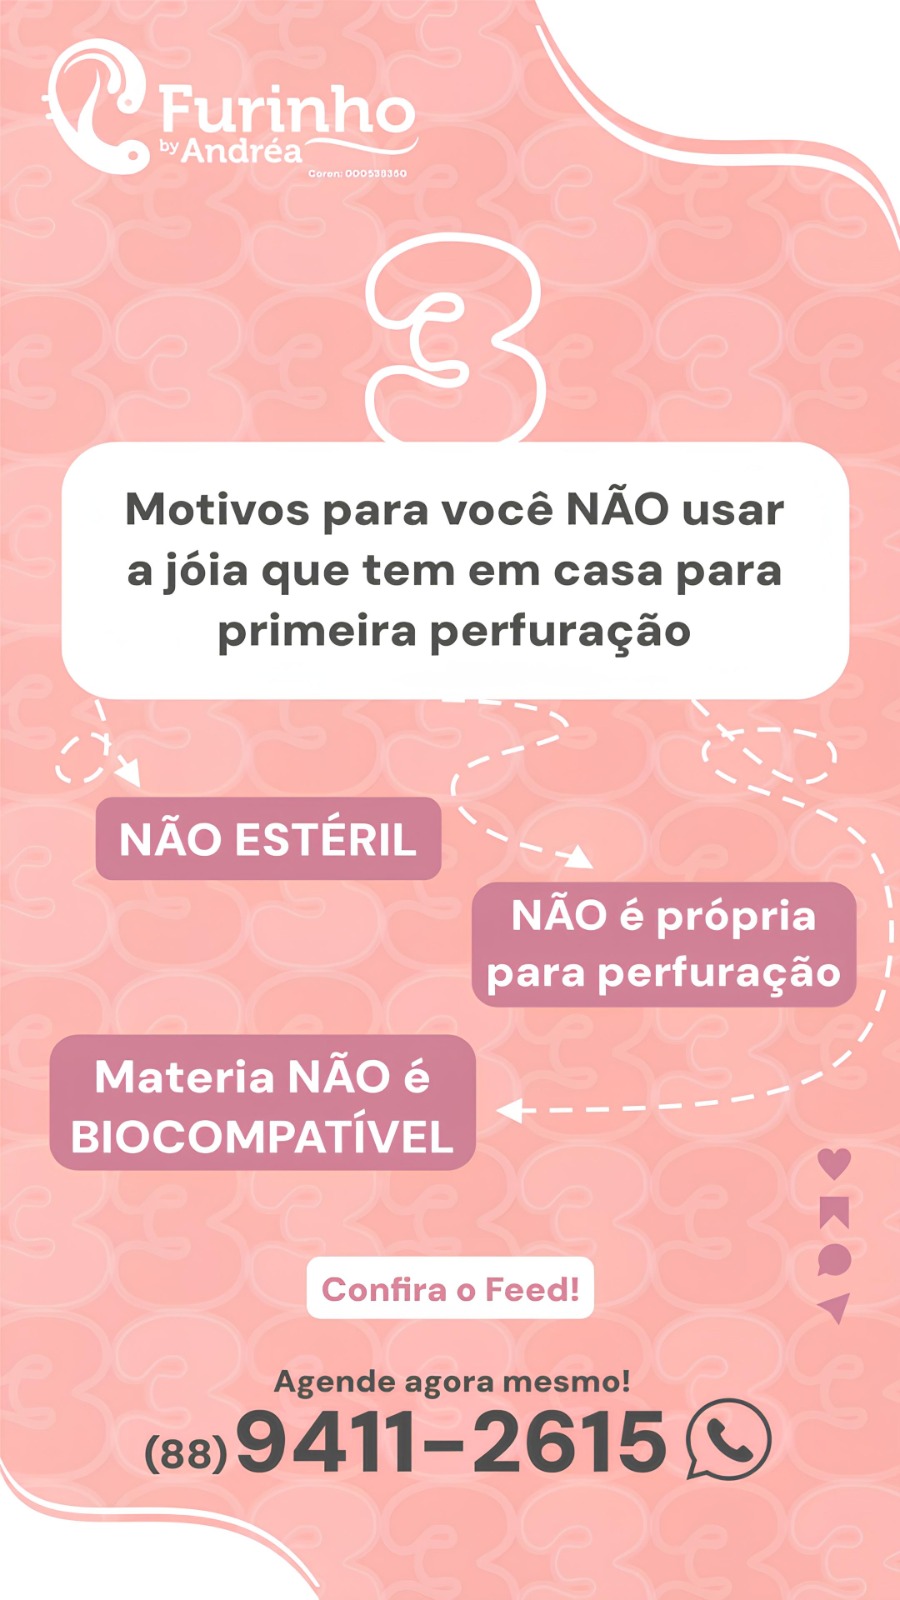 Furinho
by Andréa
Coren: 000538360
3
Motivos para você NÃO usar
a jóia que tem em casa para
primeira perfuração
NÃO ESTÉRIL
NÃO é própria
para perfuração
Materia NÃO é
BIOCOMPATÍVEL
Confira o Feed!
Agende agora mesmo!
(88) 9411-2615